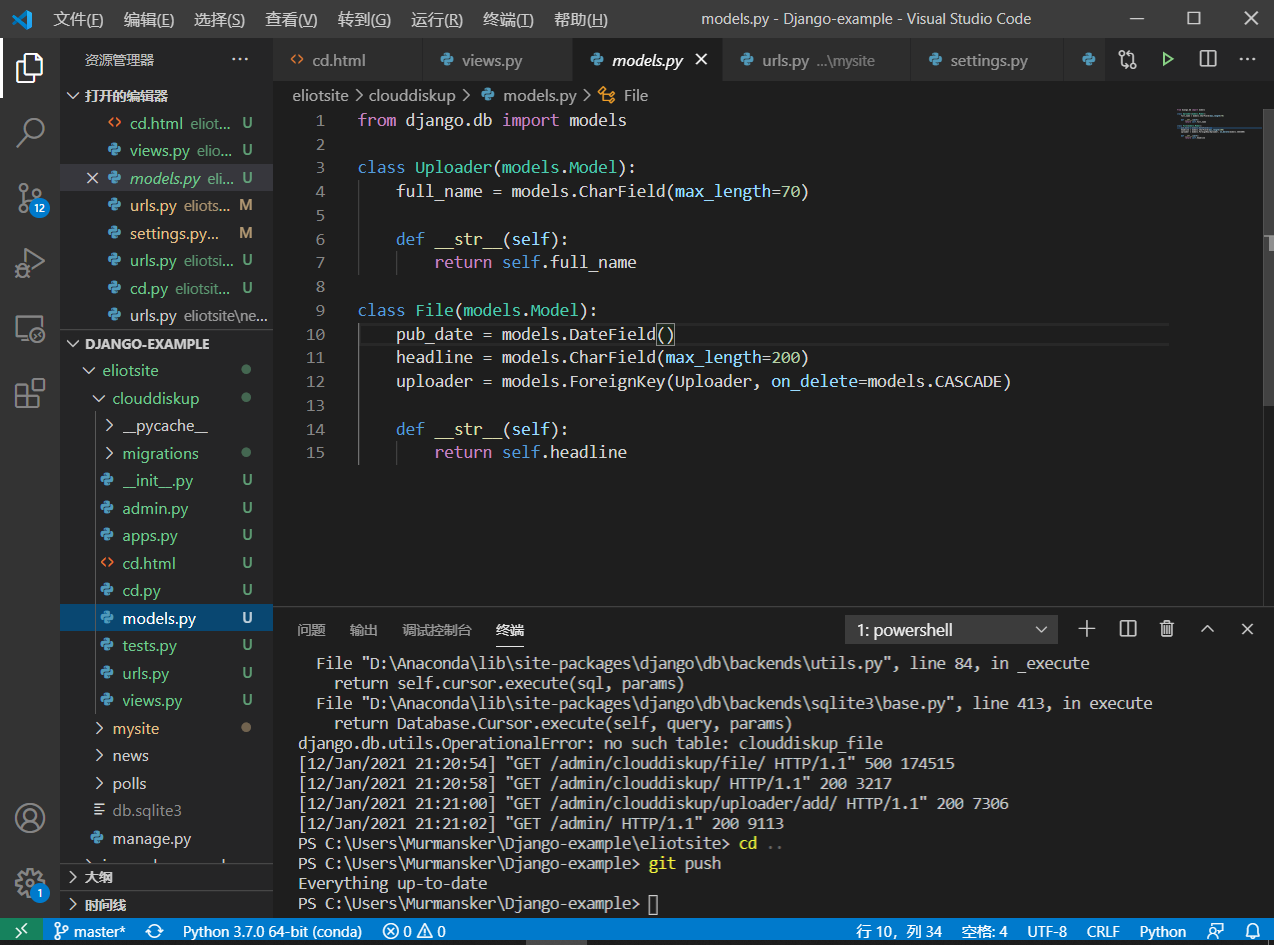 文件(F) 编辑(E) 选择(S) 查看(V) 转到(G) 运行(R) 终端(T) 帮助(H) models.py - Django-example - Visual Studio Code
资源管理器 ···
cd.html views.py models.py urls.py ...\mysite settings.py
eliotsite > clouddiskup > models.py > File
打开的编辑器
cd.html eliot... U
views.py elio... U
models.py eli... U
urls.py eliots... M
settings.py... M
urls.py eliotsi... U
cd.py eliotsit... U
urls.py eliotsite\ne...
DJANGO-EXAMPLE
eliotsite
clouddiskup
__pycache__
migrations
__init__.py U
admin.py U
apps.py U
cd.html U
cd.py U
models.py U
tests.py U
urls.py U
views.py U
mysite
news
polls
db.sqlite3
manage.py
大纲
时间线
12
1
1 from django.db import models
2
3 class Uploader(models.Model):
4     full_name = models.CharField(max_length=70)
5
6     def __str__(self):
7         return self.full_name
8
9 class File(models.Model):
10     pub_date = models.DateField()
11     headline = models.CharField(max_length=200)
12     uploader = models.ForeignKey(Uploader, on_delete=models.CASCADE)
13
14     def __str__(self):
15         return self.headline
问题 输出 调试控制台 终端 1: powershell
File "D:\Anaconda\lib\site-packages\django\db\backends\utils.py", line 84, in _execute
return self.cursor.execute(sql, params)
File "D:\Anaconda\lib\site-packages\django\db\backends\sqlite3\base.py", line 413, in execute
return Database.Cursor.execute(self, query, params)
django.db.utils.OperationalError: no such table: clouddiskup_file
[12/Jan/2021 21:20:54] "GET /admin/clouddiskup/file/ HTTP/1.1" 500 174515
[12/Jan/2021 21:20:58] "GET /admin/clouddiskup/ HTTP/1.1" 200 3217
[12/Jan/2021 21:21:00] "GET /admin/clouddiskup/uploader/add/ HTTP/1.1" 200 7306
[12/Jan/2021 21:21:02] "GET /admin/ HTTP/1.1" 200 9113
PS C:\Users\Murmansker\Django-example\eliotsite> cd ..
PS C:\Users\Murmansker\Django-example> git push
Everything up-to-date
PS C:\Users\Murmansker\Django-example>
master* Python 3.7.0 64-bit (conda) 0 0 行 10，列 34 空格: 4 UTF-8 CRLF Python